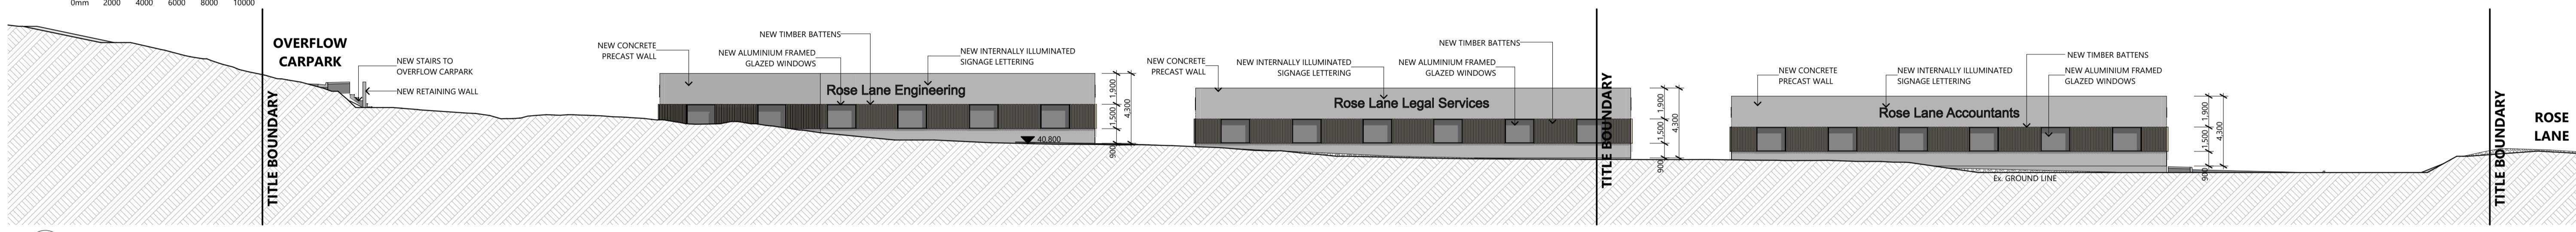 0mm 2000 4000 6000 8000 10000
OVERFLOW
CARPARK
TITLE BOUNDARY
NEW STAIRS TO
OVERFLOW CARPARK
NEW RETAINING WALL
NEW CONCRETE
PRECAST WALL
NEW TIMBER BATTENS
NEW ALUMINIUM FRAMED
GLAZED WINDOWS
NEW INTERNALLY ILLUMINATED
SIGNAGE LETTERING
Rose Lane Engineering
40,800
1,900
1,500
900
4,300
NEW CONCRETE
PRECAST WALL
NEW INTERNALLY ILLUMINATED
SIGNAGE LETTERING
NEW TIMBER BATTENS
NEW ALUMINIUM FRAMED
GLAZED WINDOWS
Rose Lane Legal Services
TITLE BOUNDARY
1,900
1,500
900
4,300
NEW CONCRETE
PRECAST WALL
NEW INTERNALLY ILLUMINATED
SIGNAGE LETTERING
NEW TIMBER BATTENS
NEW ALUMINIUM FRAMED
GLAZED WINDOWS
Rose Lane Accountants
Ex. GROUND LINE
1,900
1,500
900
4,300
TITLE BOUNDARY
ROSE
LANE